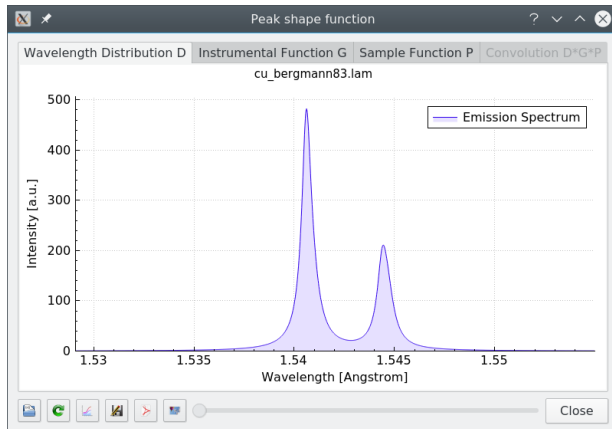 Peak shape function
Wavelength Distribution D Instrumental Function G Sample Function P Convolution D*G*P
cu_bergmann83.lam
Emission Spectrum
Intensity [a.u.]
500
400
300
200
100
0
1.53 1.535 1.54 1.545 1.55
Wavelength [Angstrom]
Close